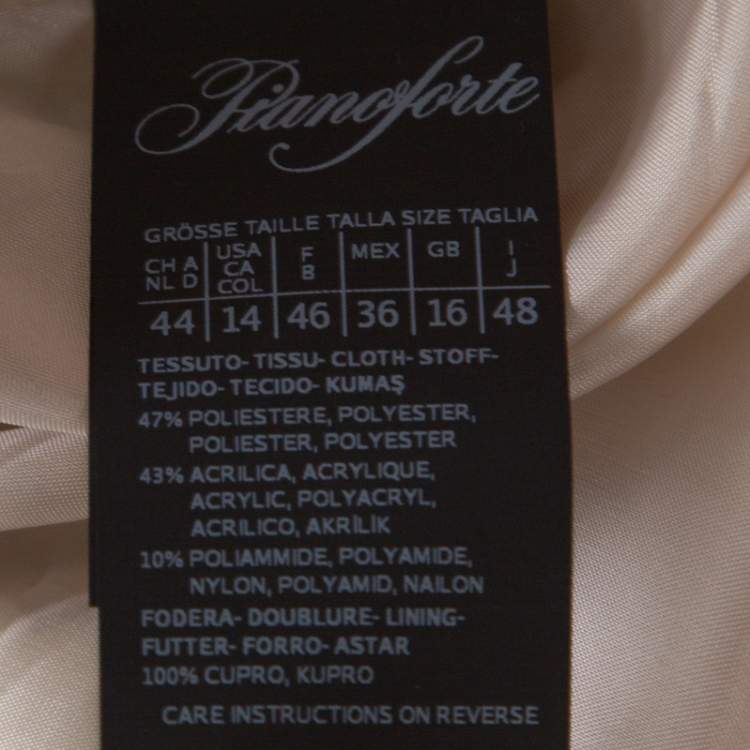 Pianoforte
GRÖSSE TAILLE TALLA SIZE TAGLIA
CH A NL D | USA CA COL | F B | MEX | GB | I J
44 | 14 | 46 | 36 | 16 | 48
TESSUTO- TISSU- CLOTH- STOFF-
TEJIDO- TECIDO- KUMAŞ
47% POLIESTERE, POLYESTER,
POLIESTER, POLYESTER
43% ACRILICA, ACRYLIQUE,
ACRYLIC, POLYACRYL,
ACRILICO, AKRİLİK
10% POLIAMMIDE, POLYAMIDE,
NYLON, POLYAMID, NAILON
FODERA- DOUBLURE- LINING-
FUTTER- FORRO- ASTAR
100% CUPRO, KUPRO
CARE INSTRUCTIONS ON REVERSE